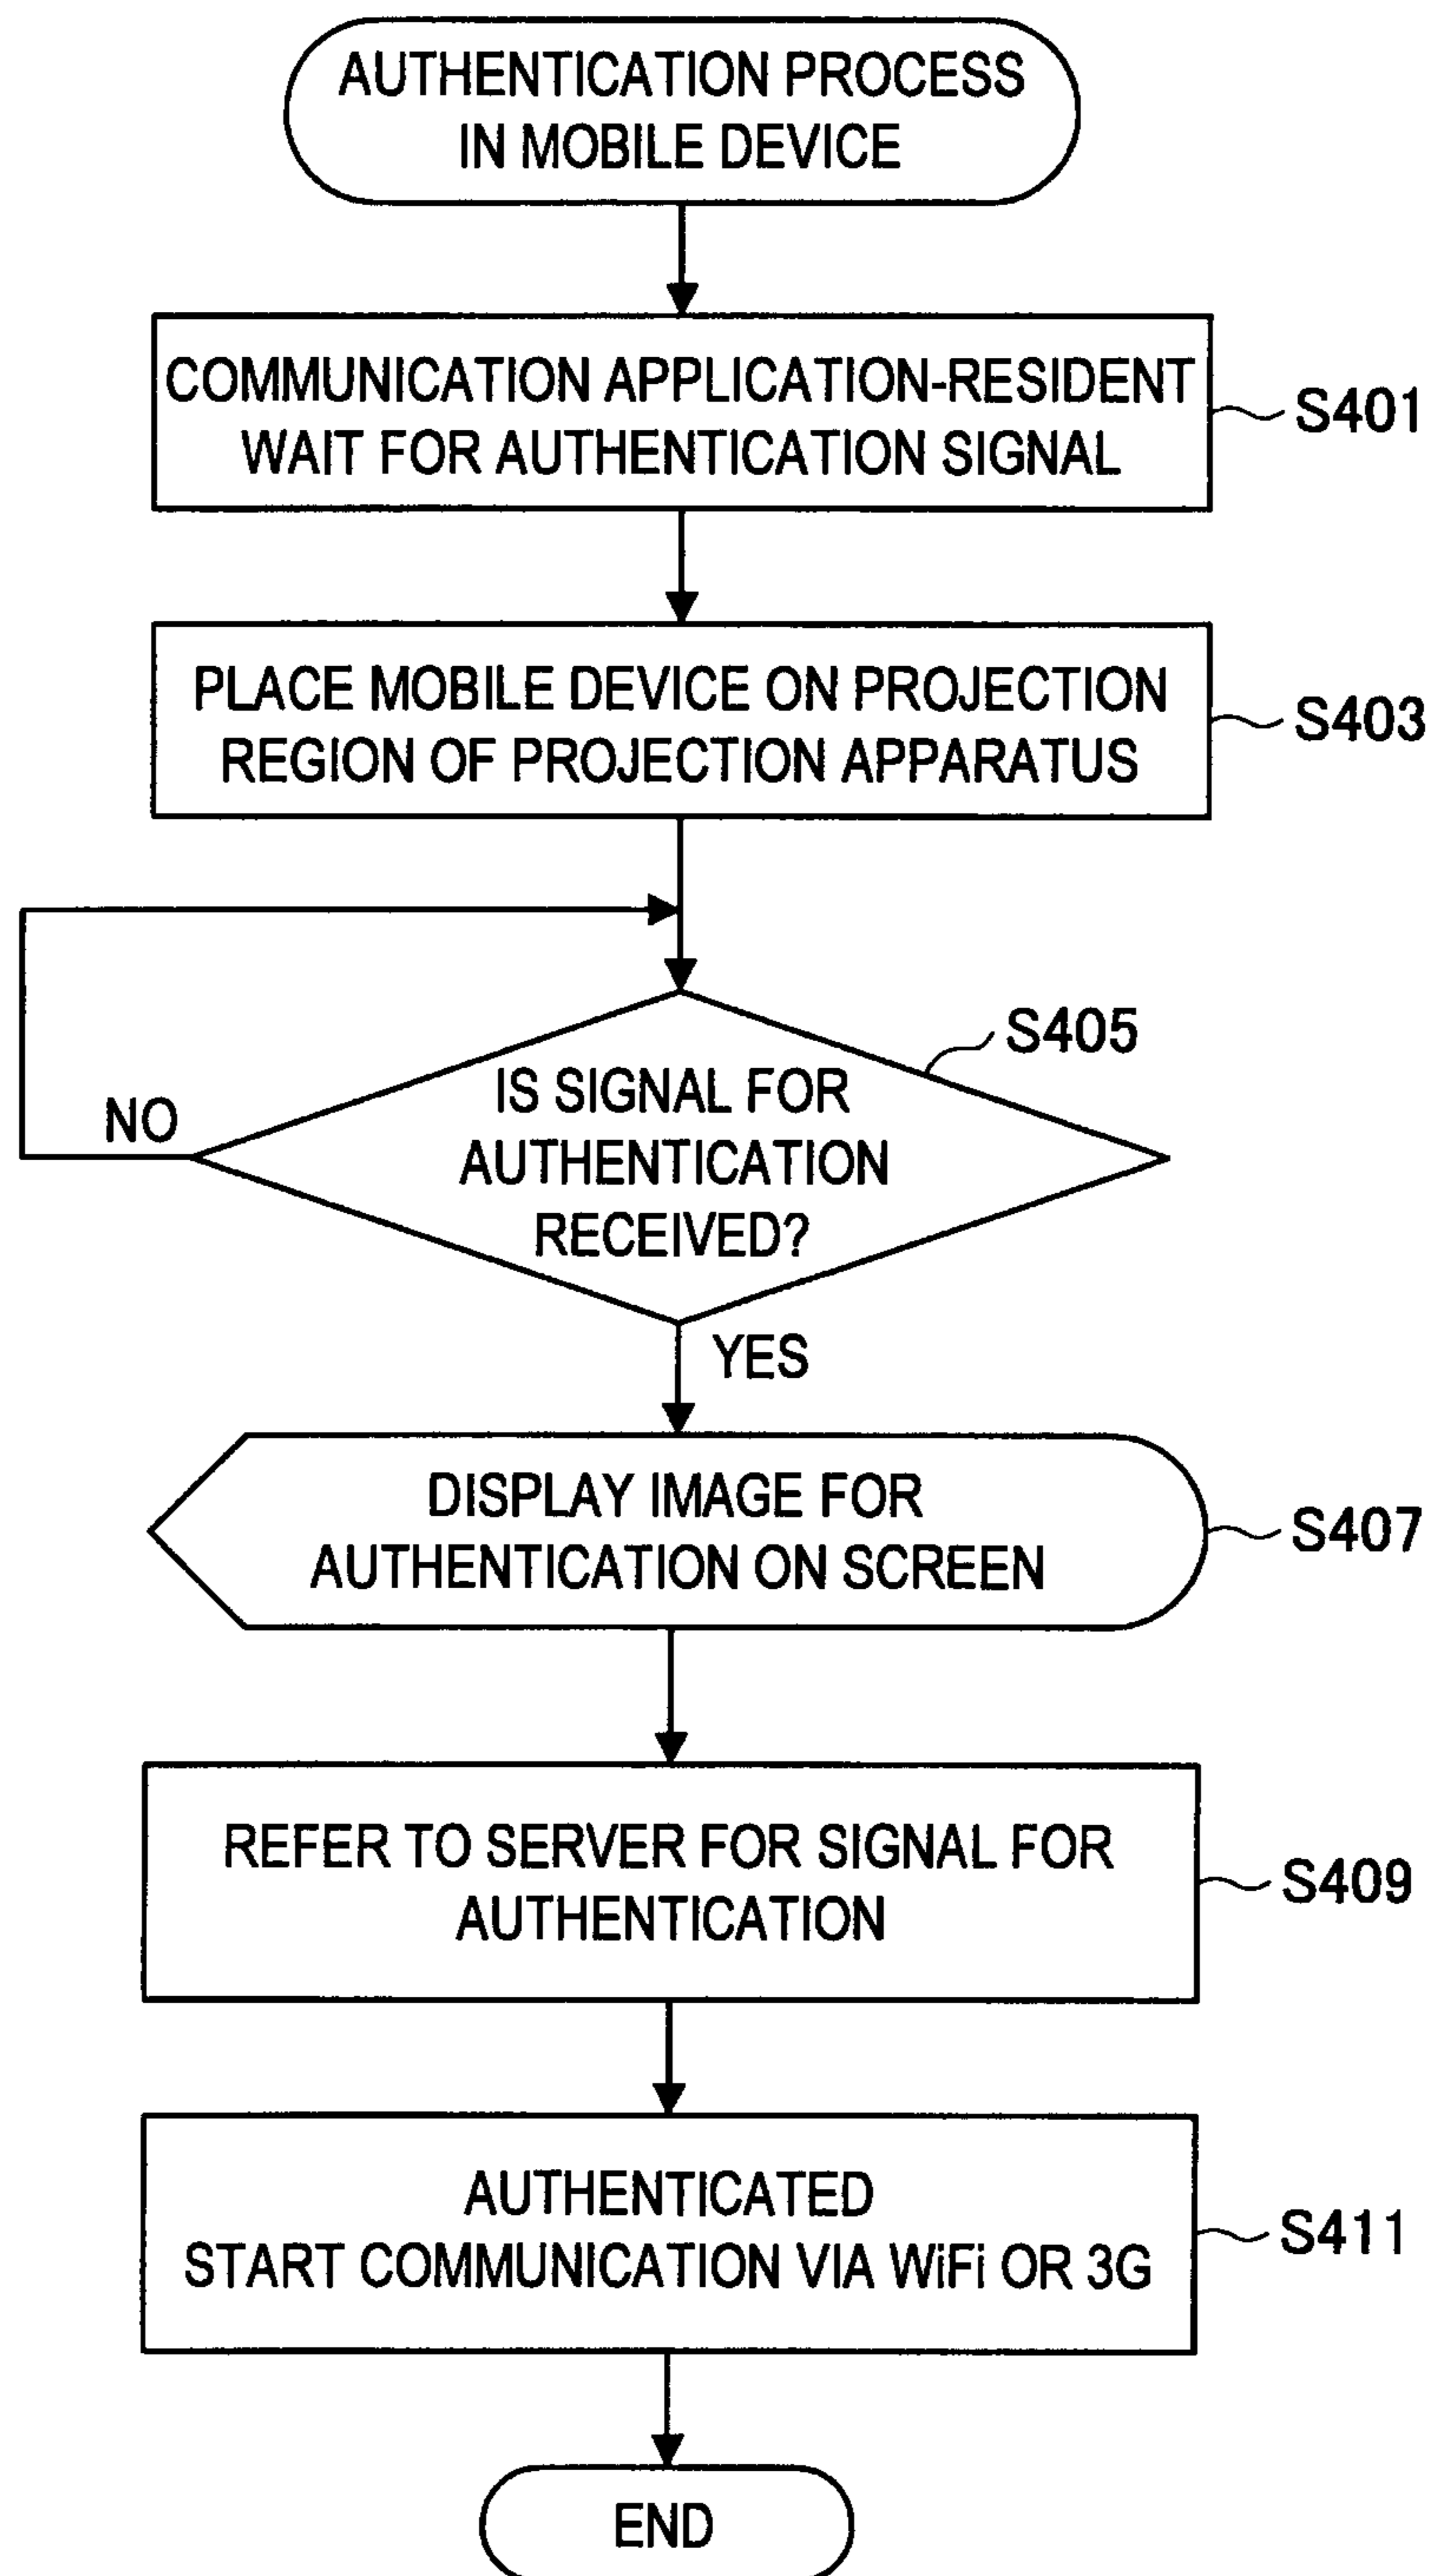 AUTHENTICATION PROCESS
IN MOBILE DEVICE
COMMUNICATION APPLICATION-RESIDENT
WAIT FOR AUTHENTICATION SIGNAL
S401
PLACE MOBILE DEVICE ON PROJECTION
REGION OF PROJECTION APPARATUS
S403
S405
IS SIGNAL FOR
AUTHENTICATION
RECEIVED?
NO
YES
DISPLAY IMAGE FOR
AUTHENTICATION ON SCREEN
S407
REFER TO SERVER FOR SIGNAL FOR
AUTHENTICATION
S409
AUTHENTICATED
START COMMUNICATION VIA WiFi OR 3G
S411
END